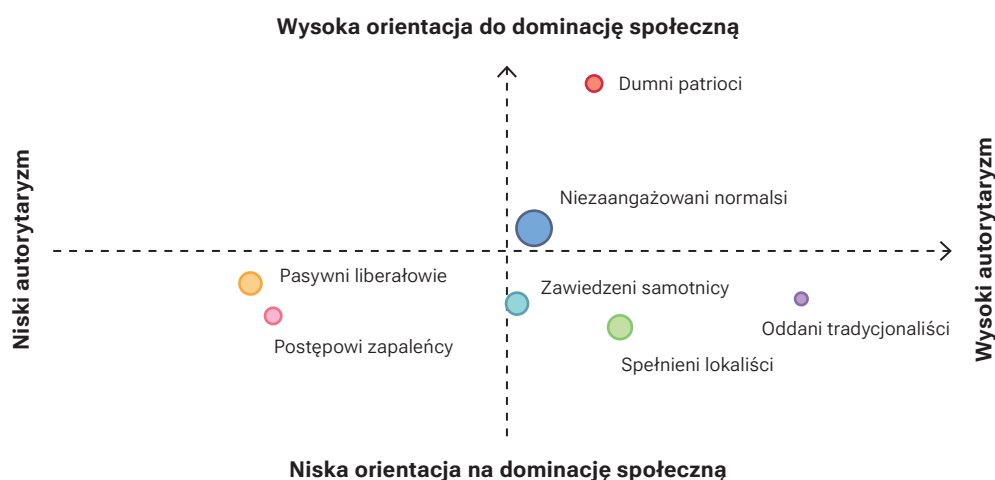 Wysoka orientacja do dominację społeczną
Dumni patrioci
Niski autorytaryzm
Wysoki autorytaryzm
Niezaangażowani normalsi
Pasywni liberałowie
Zawiedzeni samotnicy
Oddani tradycjonaliści
Postępowi zapaleńcy
Spełnieni lokaliści
Niska orientacja na dominację społeczną